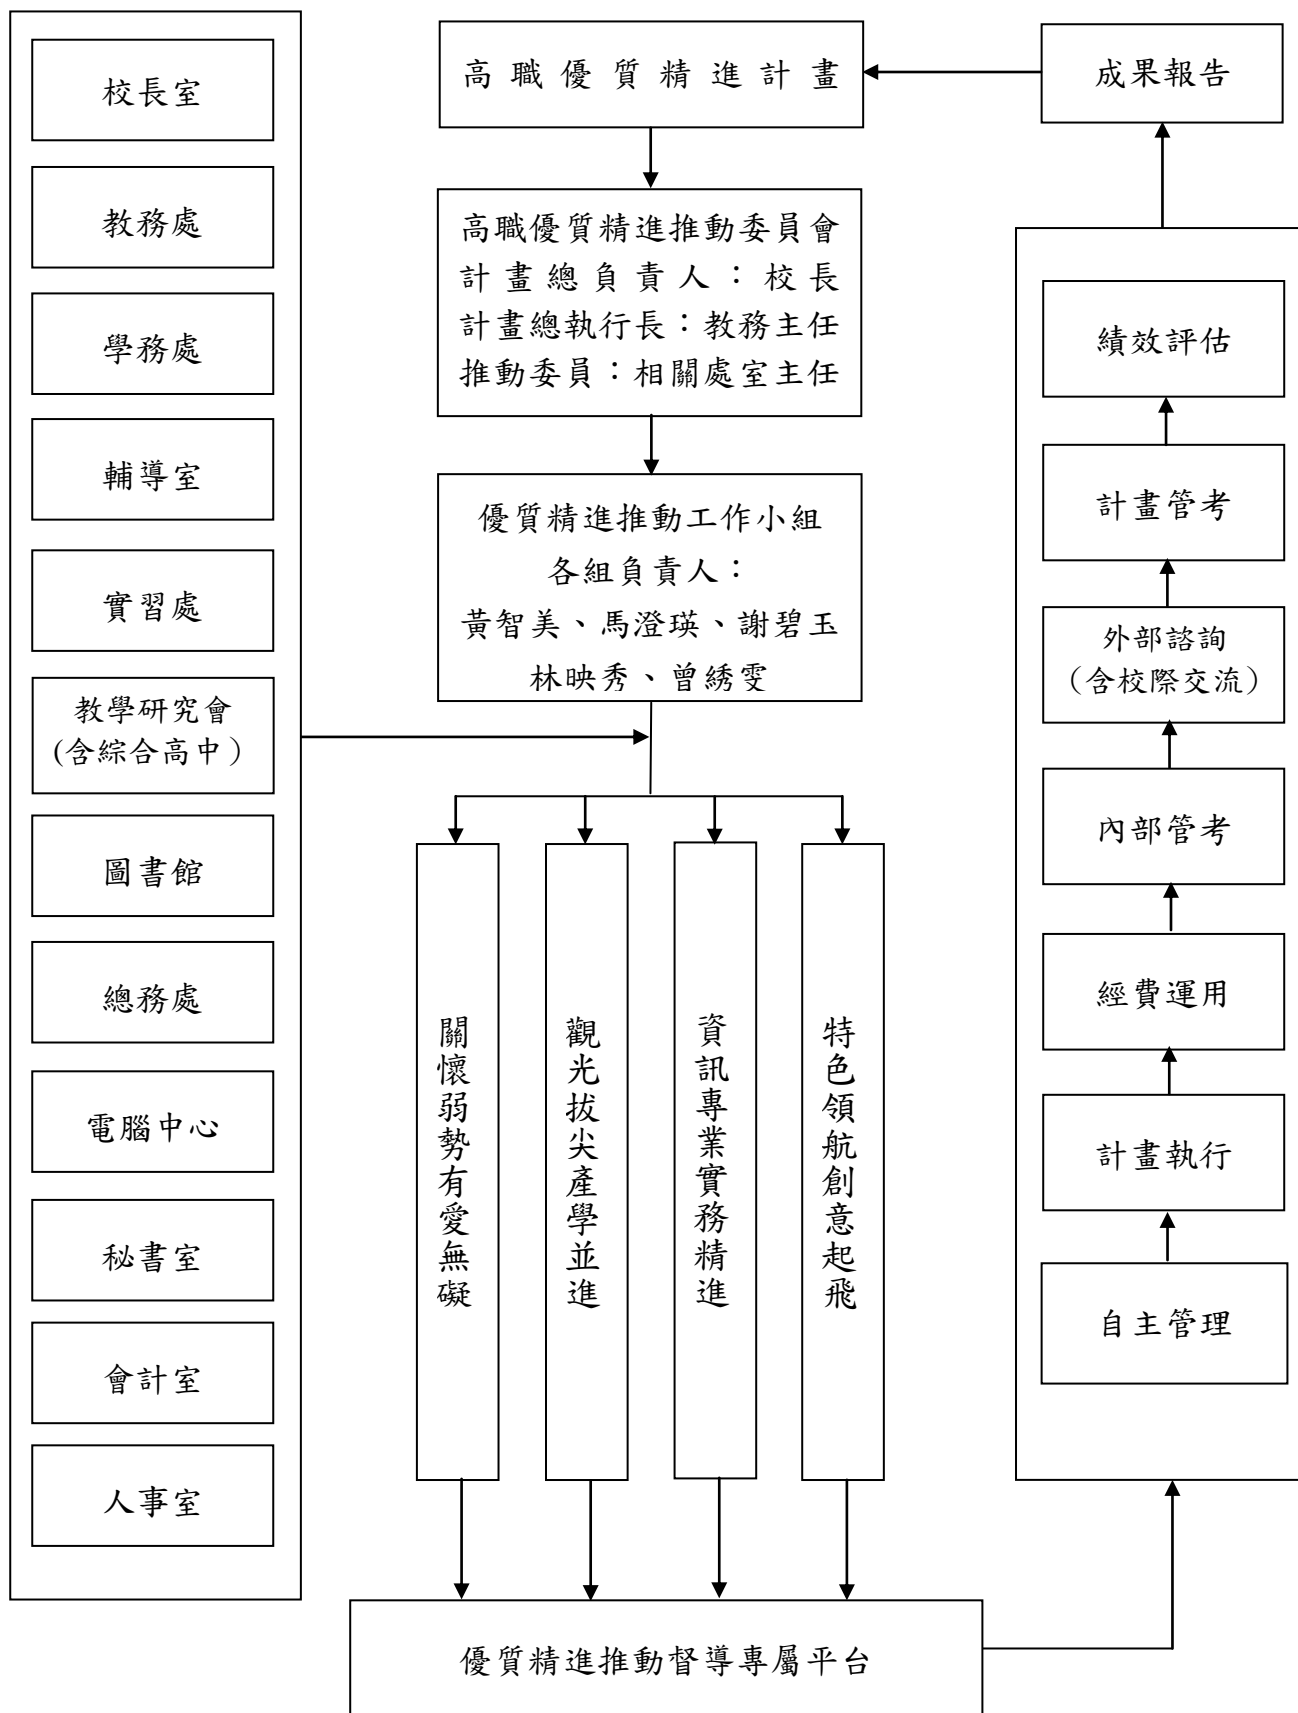 校長室
教務處
學務處
輔導室
實習處
教學研究會
(含綜合高中）
圖書館
總務處
電腦中心
秘書室
會計室
人事室
高職優質精進計畫
高職優質精進推動委員會
計畫總負責人：校長
計畫總執行長：教務主任
推動委員：相關處室主任
優質精進推動工作小組
各組負責人：
黃智美、馬澄瑛、謝碧玉
林映秀、曾綉雯
關懷弱勢有愛無礙
觀光拔尖產學並進
資訊專業實務精進
特色領航創意起飛
優質精進推動督導專屬平台
成果報告
績效評估
計畫管考
外部諮詢
（含校際交流）
內部管考
經費運用
計畫執行
自主管理